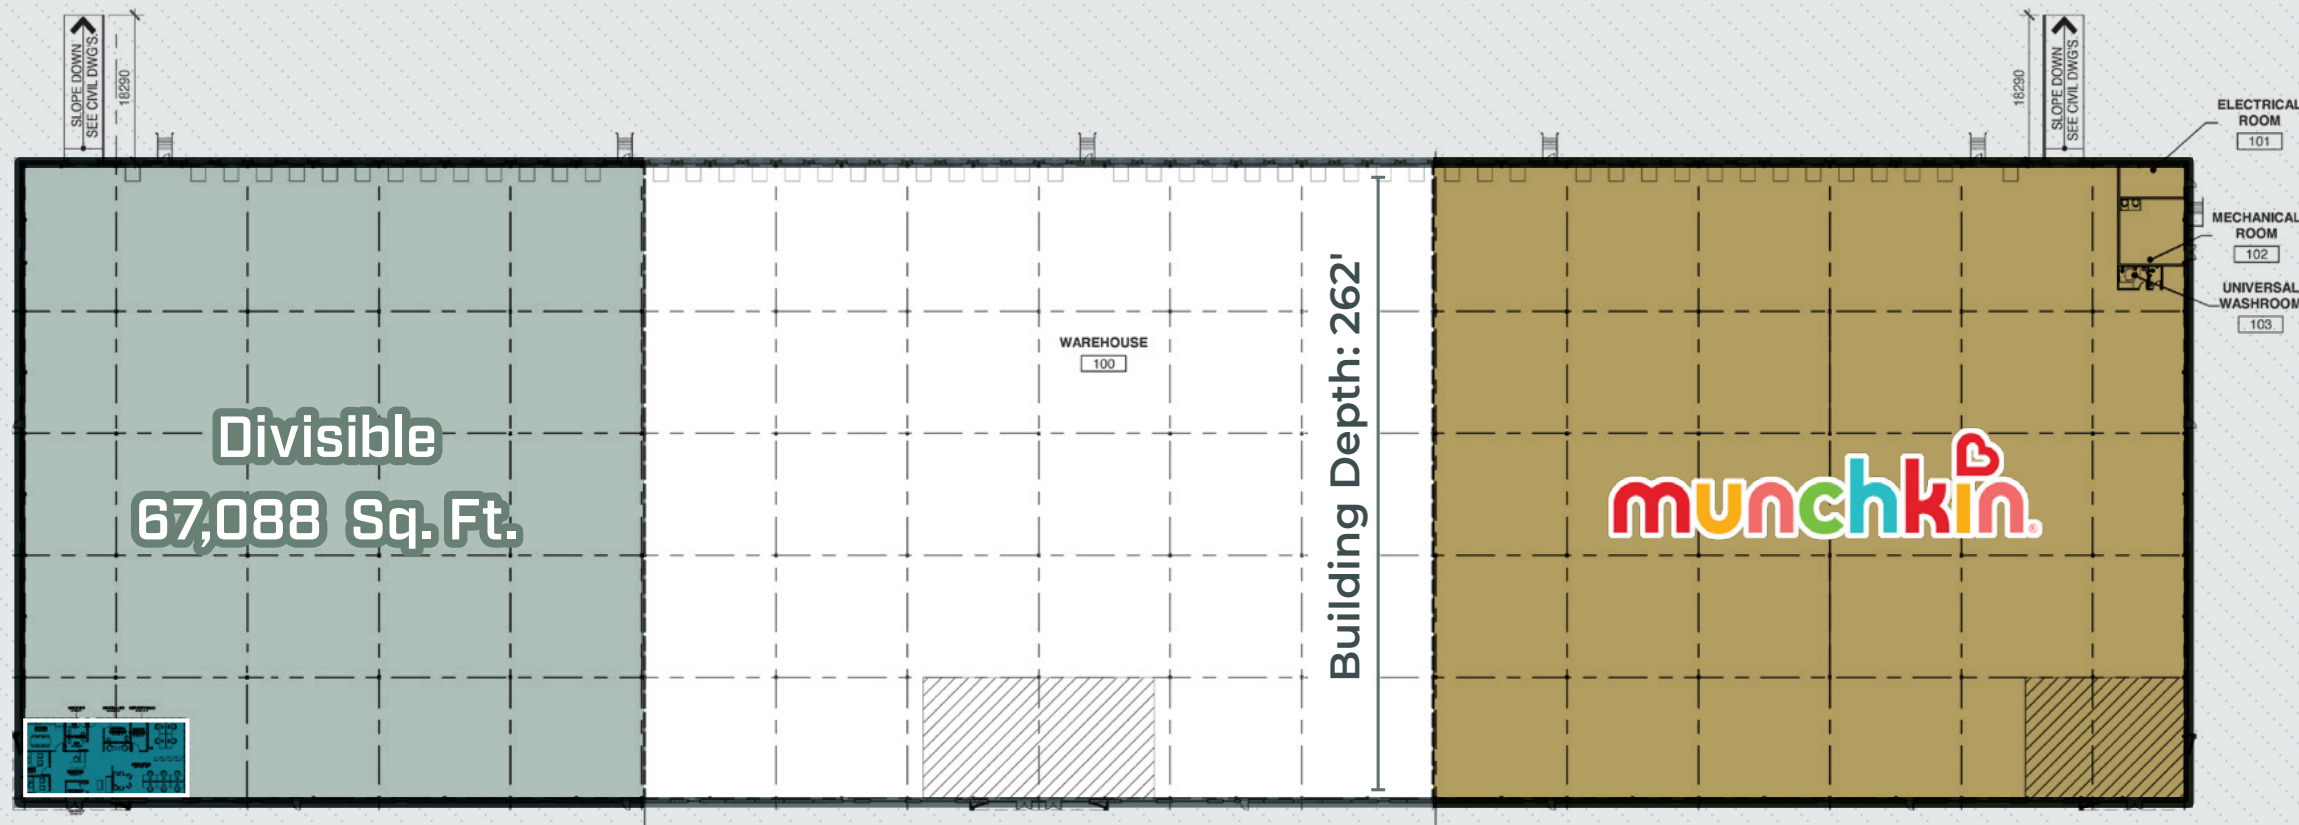 SLOPE DOWN
SEE CIVIL DWG'S.
18290
18290
SLOPE DOWN
SEE CIVIL DWG'S.
ELECTRICAL
ROOM
101
MECHANICAL
ROOM
102
UNIVERSAL
WASHROOM
103
WAREHOUSE
100
Building Depth: 262'
Divisible
67,088 Sq. Ft.
munchkin®